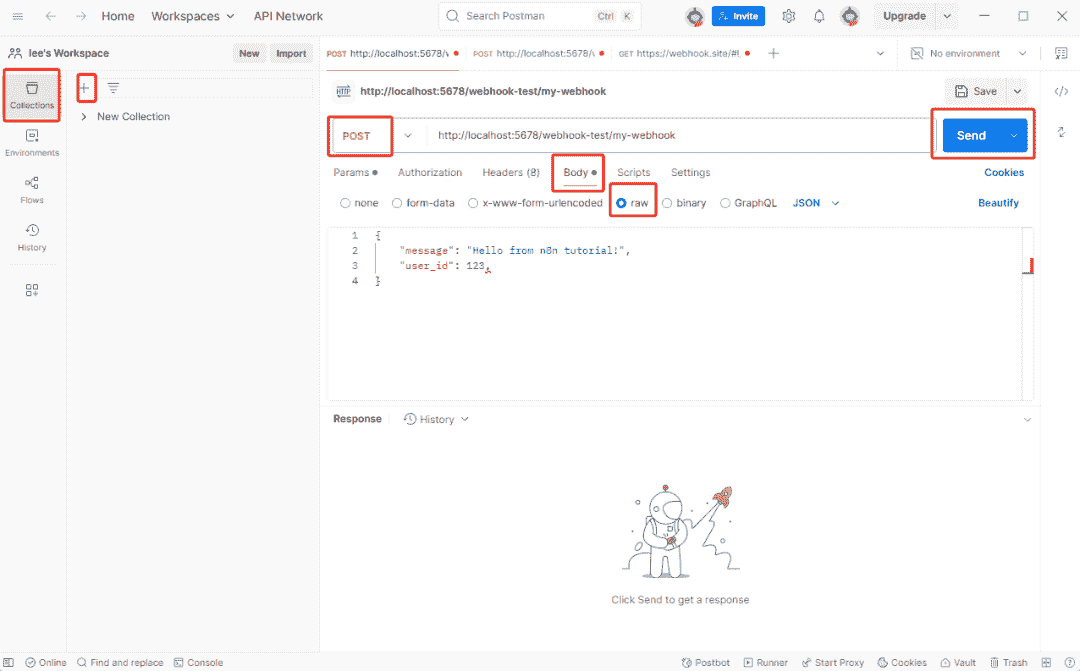 Home Workspaces API Network Search Postman Ctrl K Invite Upgrade
lee's Workspace New Import POST http://localhost:5678/v POST http://localhost:5678/v GET https://webhook.site/#! No environment
Collections
Environments
Flows
History
New Collection
HTTP http://localhost:5678/webhook-test/my-webhook Save
POST http://localhost:5678/webhook-test/my-webhook Send
Params Authorization Headers (8) Body Scripts Settings Cookies
none form-data x-www-form-urlencoded raw binary GraphQL JSON Beautify
1 {
2 "message": "Hello from n8n tutorial!",
3 "user_id": 123,
4 }
Response History
Click Send to get a response
Online Find and replace Console Postbot Runner Start Proxy Cookies Vault Trash